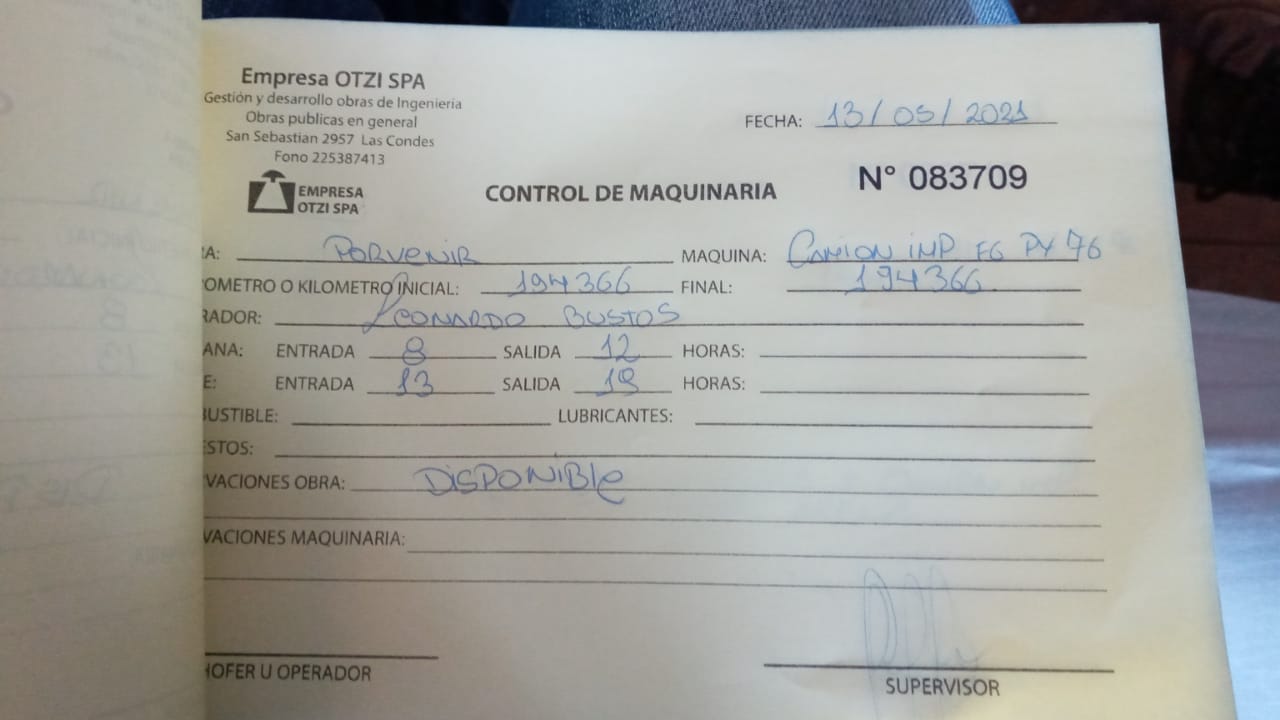 Empresa OTZI SPA
Gestión y desarrollo obras de Ingenieria
Obras publicas en general
San Sebastian 2957 Las Condes
Fono 225387413
EMPRESA
OTZI SPA
FECHA: 13/05/2021
CONTROL DE MAQUINARIA
N° 083709
RA: PORVENIR MAQUINA: CAMION IMP FG PY 76
OMETRO O KILOMETRO INICIAL: 194366 FINAL: 194366
RADOR: LEONARDO BUSTOS
ANA: ENTRADA 8 SALIDA 12 HORAS:
E: ENTRADA 13 SALIDA HORAS:
BUSTIBLE: LUBRICANTES:
ESTOS:
VACIONES OBRA: DISPONIBLE
VACIONES MAQUINARIA:
HOFER U OPERADOR
SUPERVISOR